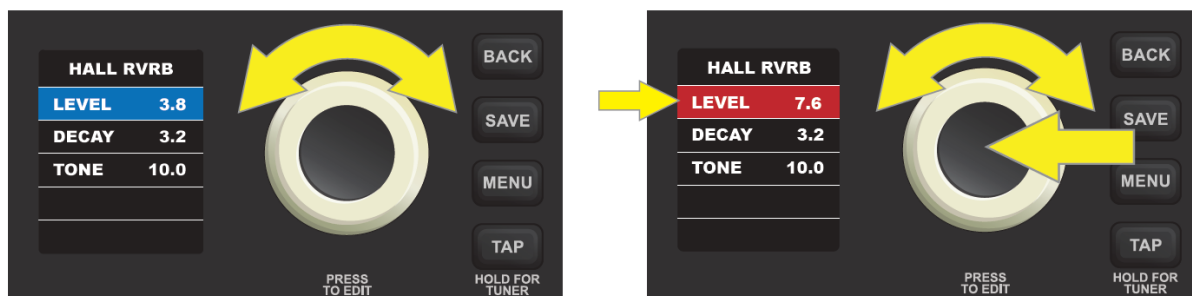 HALL RVRB
LEVEL 3.8
DECAY 3.2
TONE 10.0
BACK
SAVE
MENU
TAP
PRESS
TO EDIT
HOLD FOR
TUNER
HALL RVRB
LEVEL 7.6
DECAY 3.2
TONE 10.0
BACK
SAVE
MENU
TAP
PRESS
TO EDIT
HOLD FOR
TUNER